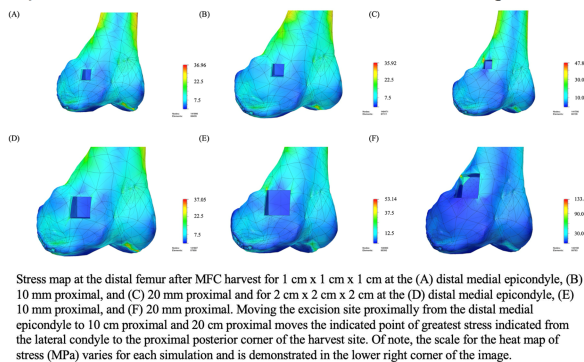 (A)
(B)
(C)
36.96
22.5
7.5
35.92
22.5
7.5
47.8
30.0
10.0
(D)
(E)
(F)
37.05
22.5
7.5
53.14
37.5
12.5
133.
90.0
30.0
Stress map at the distal femur after MFC harvest for 1 cm x 1 cm x 1 cm at the (A) distal medial epicondyle, (B)
10 mm proximal, and (C) 20 mm proximal and for 2 cm x 2 cm x 2 cm at the (D) distal medial epicondyle, (E)
10 mm proximal, and (F) 20 mm proximal. Moving the excision site proximally from the distal medial
epicondyle to 10 cm proximal and 20 cm proximal moves the indicated point of greatest stress indicated from
the lateral condyle to the proximal posterior corner of the harvest site. Of note, the scale for the heat map of
stress (MPa) varies for each simulation and is demonstrated in the lower right corner of the image.